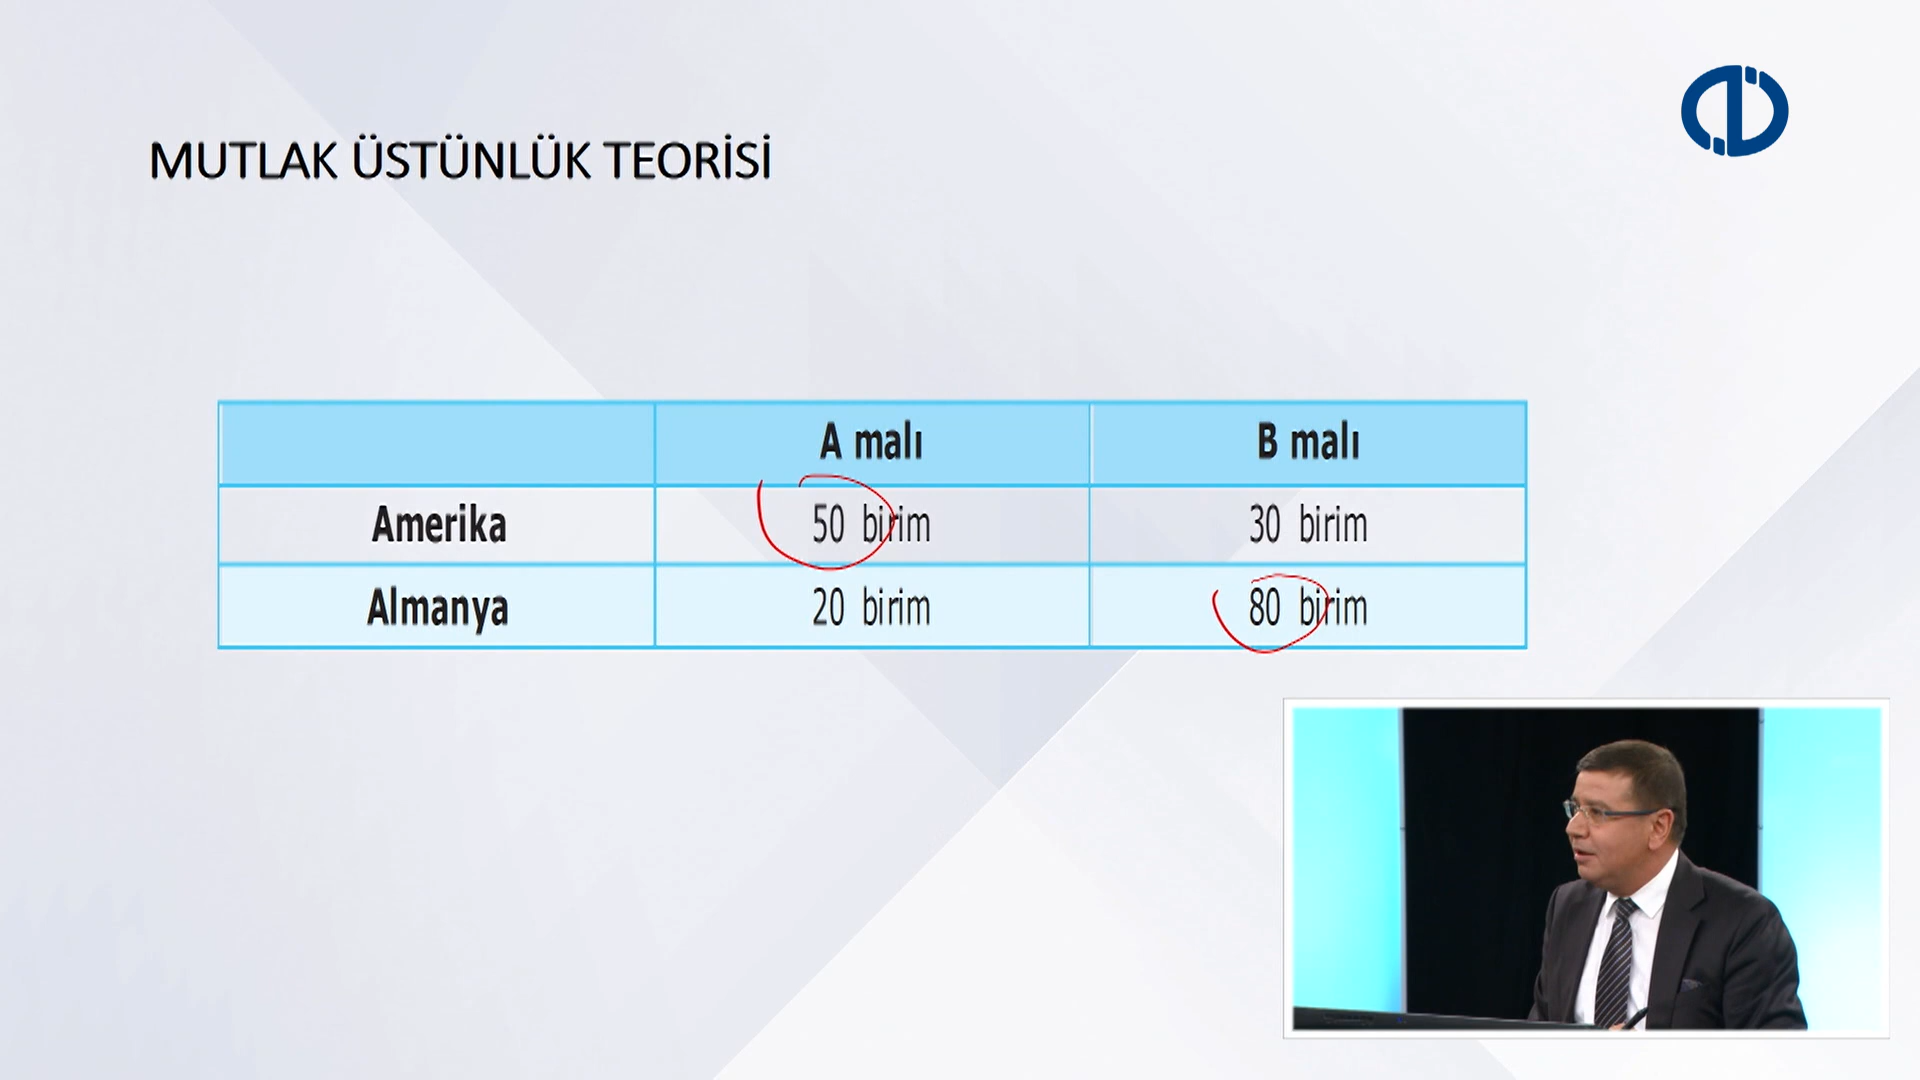 MUTLAK ÜSTÜNLÜK TEORİSİ
A malı B malı
Amerika 50 birim 30 birim
Almanya 20 birim 80 birim